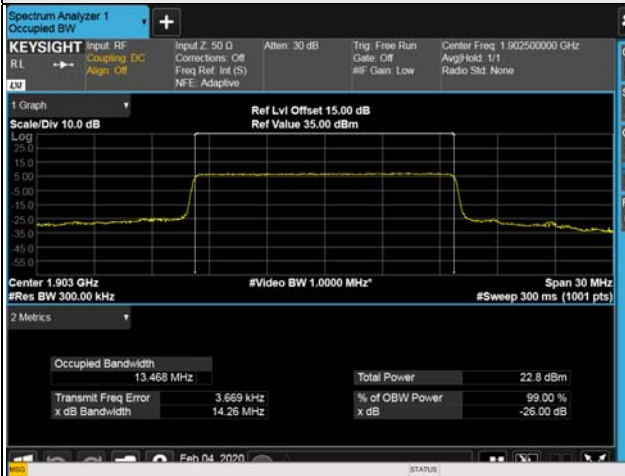 Spectrum Analyzer 1
Occupied BW
+
KEYSIGHT Input: RF Input Z: 50 Ω Atten: 30 dB Trig: Free Run Center Freq: 1.902500000 GHz
RL Coupling: DC Corrections: Off Gate: Off Avg|Hold: 1/1
Align: Off Freq Ref: Int (S) #IF Gain: Low Radio Std: None
LXI NFE: Adaptive
1 Graph
Ref Lvl Offset 15.00 dB
Scale/Div 10.0 dB Ref Value 35.00 dBm
Log
25.0
15.0
5.00
-5.00
-15.0
-25.0
-35.0
-45.0
-55.0
Center 1.903 GHz #Video BW 1.0000 MHz* Span 30 MHz
#Res BW 300.00 kHz #Sweep 300 ms (1001 pts)
2 Metrics
Occupied Bandwidth
13.468 MHz Total Power 22.8 dBm
Transmit Freq Error 3.669 kHz % of OBW Power 99.00 %
x dB Bandwidth 14.26 MHz x dB -26.00 dB
Feb 04, 2020
MSG STATUS